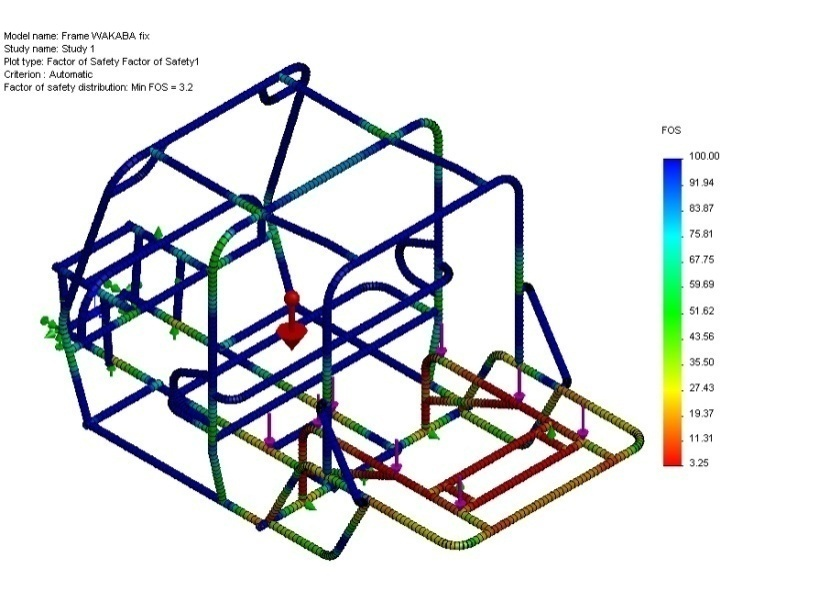 Model name: Frame WAKABA fix
Study name: Study 1
Plot type: Factor of Safety Factor of Safety1
Criterion : Automatic
Factor of safety distribution: Min FOS = 3.2
FOS
100.00
91.94
83.87
75.81
67.75
59.69
51.62
43.56
35.50
27.43
19.37
11.31
3.25